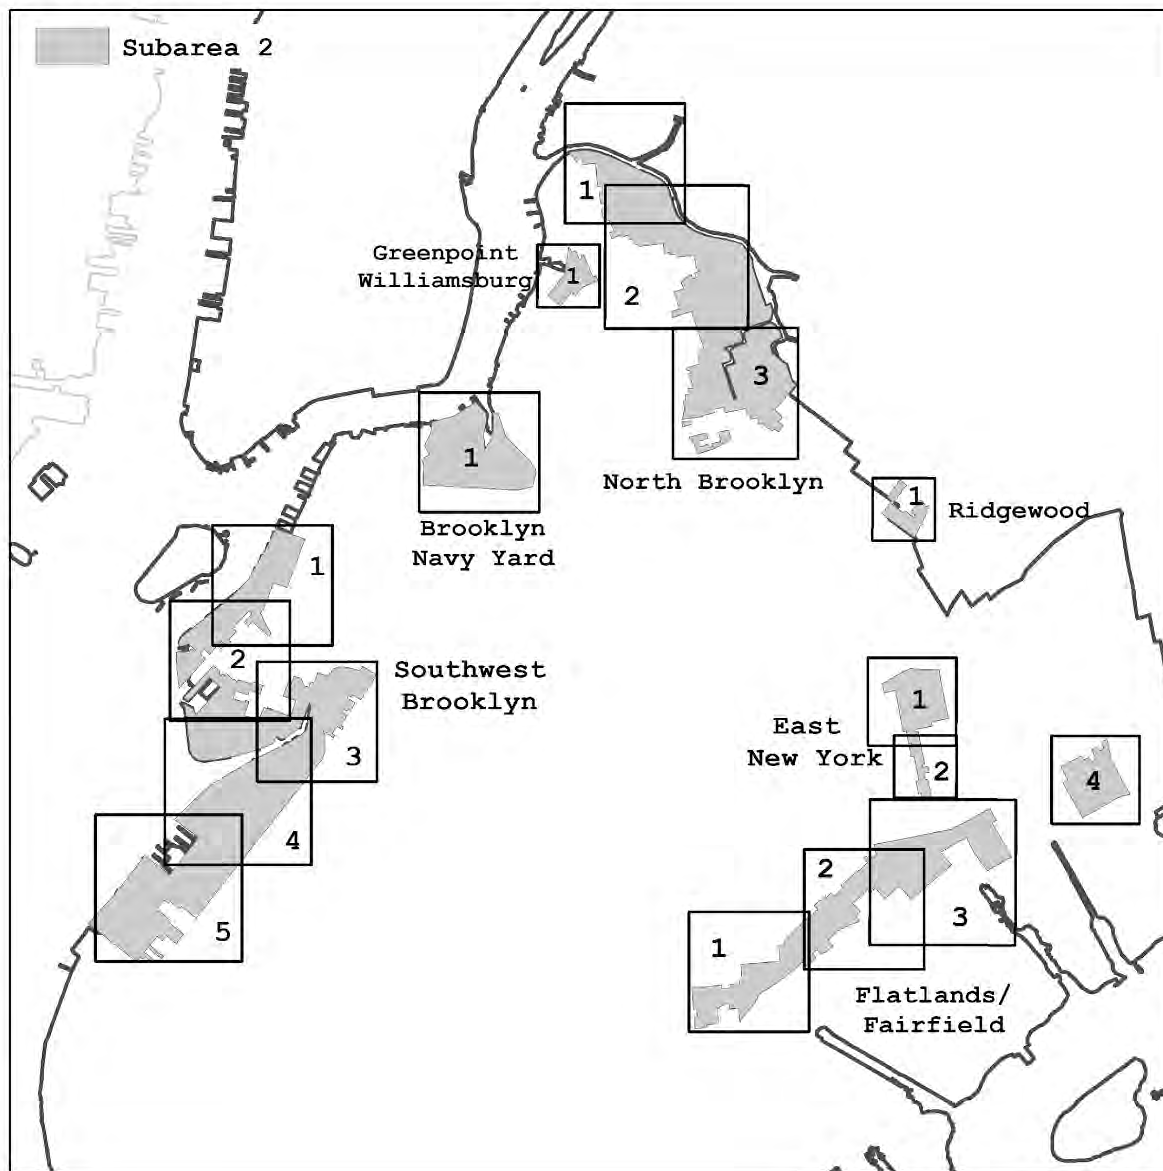 Subarea 2
1
Greenpoint
Williamsburg
1
2
3
1
North Brooklyn
Brooklyn
Navy Yard
1
Ridgewood
1
2
Southwest
Brooklyn
3
4
5
1
East
New York
2
4
2
3
1
Flatlands/
Fairfield